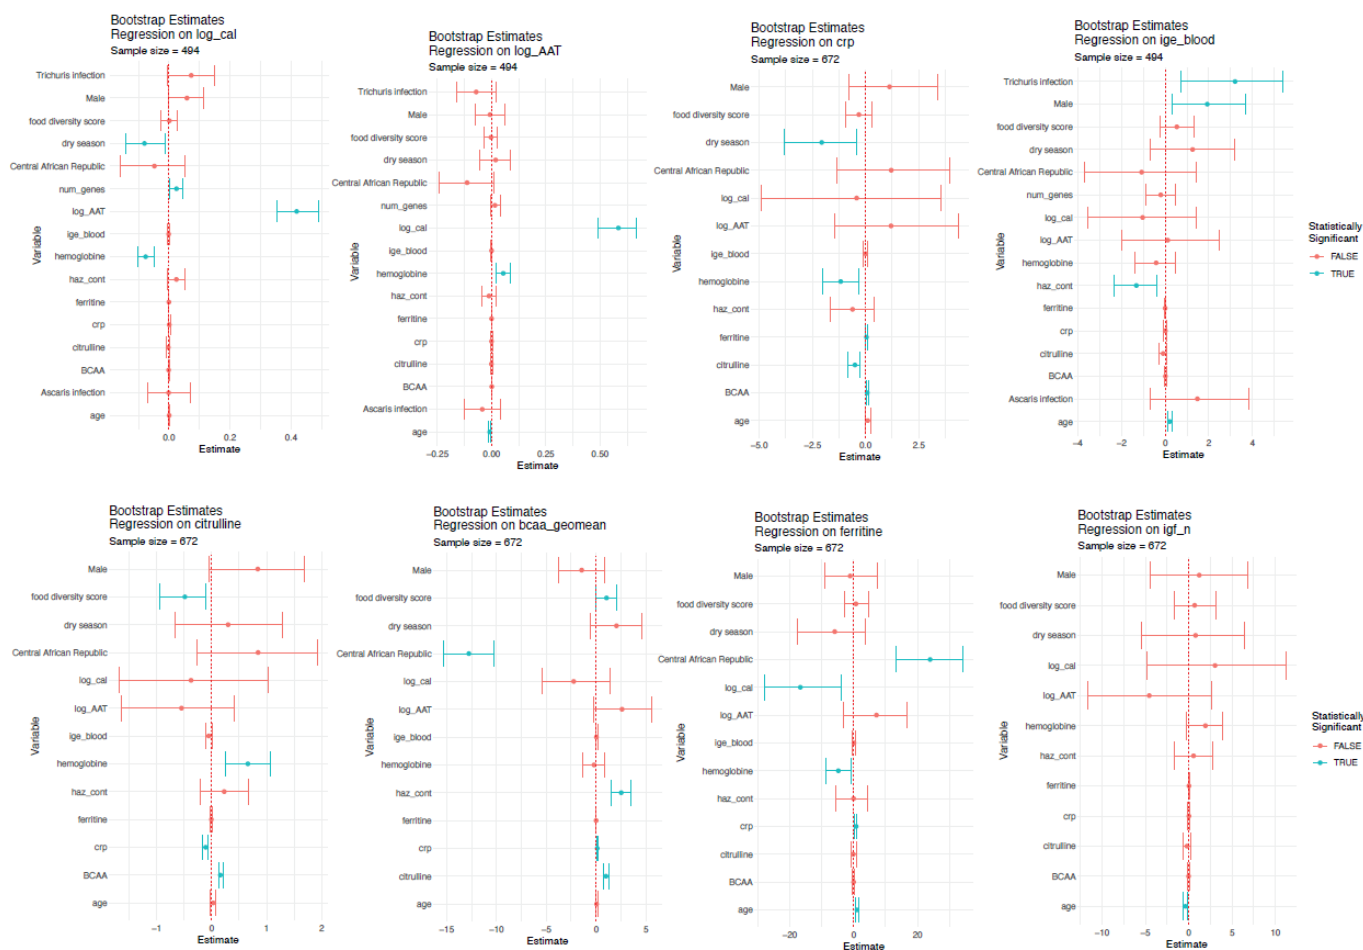 Bootstrap Estimates
Regression on log_cal
Sample size = 494
Trichuris infection
Male
food diversity score
dry season
Central African Republic
num_genes
log_AAT
ige_blood
hemoglobine
haz_cont
ferritine
crp
citrulline
BCAA
Ascaris infection
age
Variable
0.0 0.2 0.4
Estimate
Bootstrap Estimates
Regression on log_AAT
Sample size = 494
Trichuris infection
Male
food diversity score
dry season
Central African Republic
num_genes
log_cal
ige_blood
hemoglobine
haz_cont
ferritine
crp
citrulline
BCAA
Ascaris infection
age
Variable
−0.25 0.00 0.25 0.50
Estimate
Bootstrap Estimates
Regression on crp
Sample size = 672
Male
food diversity score
dry season
Central African Republic
log_cal
log_AAT
ige_blood
hemoglobine
haz_cont
ferritine
citrulline
BCAA
age
Variable
−5.0 −2.5 0.0 2.5
Estimate
Bootstrap Estimates
Regression on ige_blood
Sample size = 494
Trichuris infection
Male
food diversity score
dry season
Central African Republic
num_genes
log_cal
log_AAT
hemoglobine
haz_cont
ferritine
crp
citrulline
BCAA
Ascaris infection
age
Variable
−4 −2 0 2 4
Estimate
Statistically
Significant
FALSE
TRUE
Bootstrap Estimates
Regression on citrulline
Sample size = 672
Male
food diversity score
dry season
Central African Republic
log_cal
log_AAT
ige_blood
hemoglobine
haz_cont
ferritine
crp
BCAA
age
Variable
−1 0 1 2
Estimate
Bootstrap Estimates
Regression on bcaa_geomean
Sample size = 672
Male
food diversity score
dry season
Central African Republic
log_cal
log_AAT
ige_blood
hemoglobine
haz_cont
ferritine
crp
citrulline
age
Variable
−15 −10 −5 0 5
Estimate
Bootstrap Estimates
Regression on ferritine
Sample size = 672
Male
food diversity score
dry season
Central African Republic
log_cal
log_AAT
ige_blood
hemoglobine
haz_cont
crp
citrulline
BCAA
age
Variable
−20 0 20
Estimate
Bootstrap Estimates
Regression on igf_n
Sample size = 672
Male
food diversity score
dry season
log_cal
log_AAT
hemoglobine
haz_cont
ferritine
crp
citrulline
BCAA
age
Variable
−10 −5 0 5 10
Estimate
Statistically
Significant
FALSE
TRUE